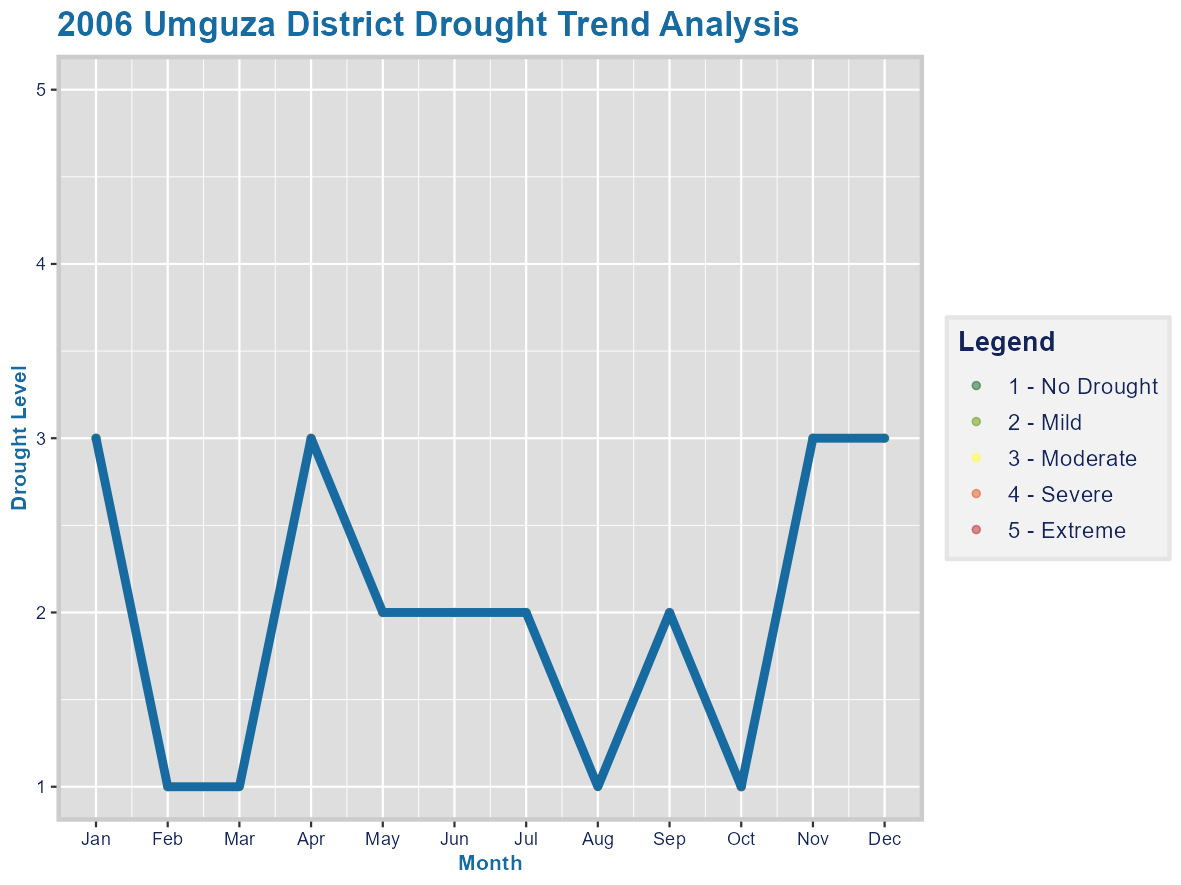 2006 Umguza District Drought Trend Analysis
Drought Level
5
4
3
2
1
Jan Feb Mar Apr May Jun Jul Aug Sep Oct Nov Dec
Month
Legend
1 - No Drought
2 - Mild
3 - Moderate
4 - Severe
5 - Extreme